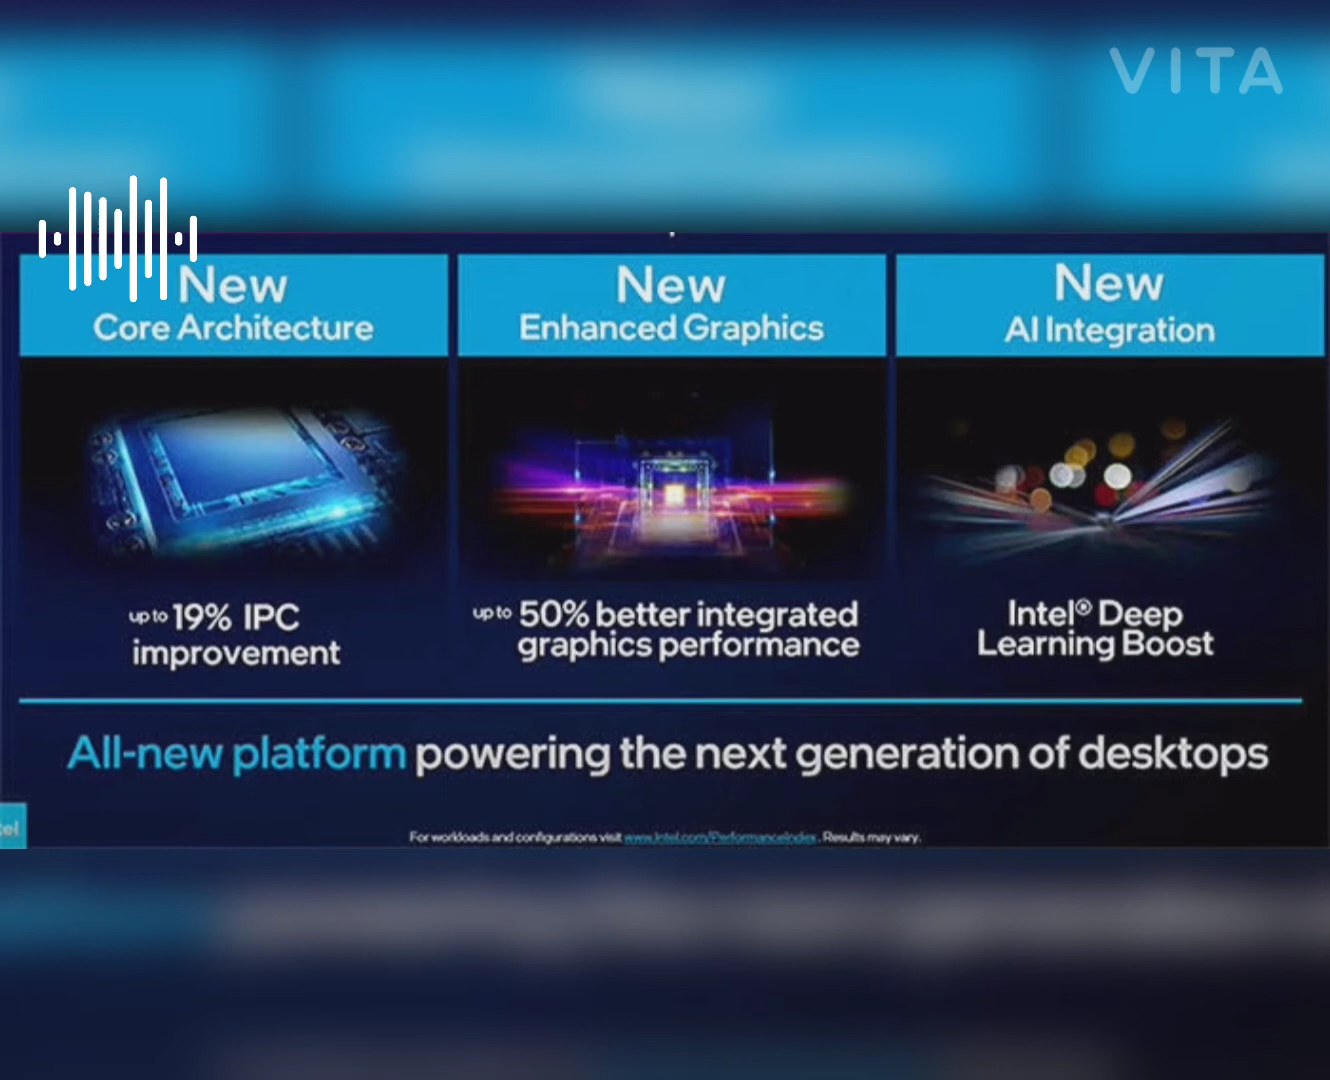 VITA
New
Core Architecture
New
Enhanced Graphics
New
AI Integration
up to 19% IPC
improvement
up to 50% better integrated
graphics performance
Intel® Deep
Learning Boost
All-new platform powering the next generation of desktops
tel
For workloads and configurations visit www.intel.com/PerformanceIndex. Results may vary.